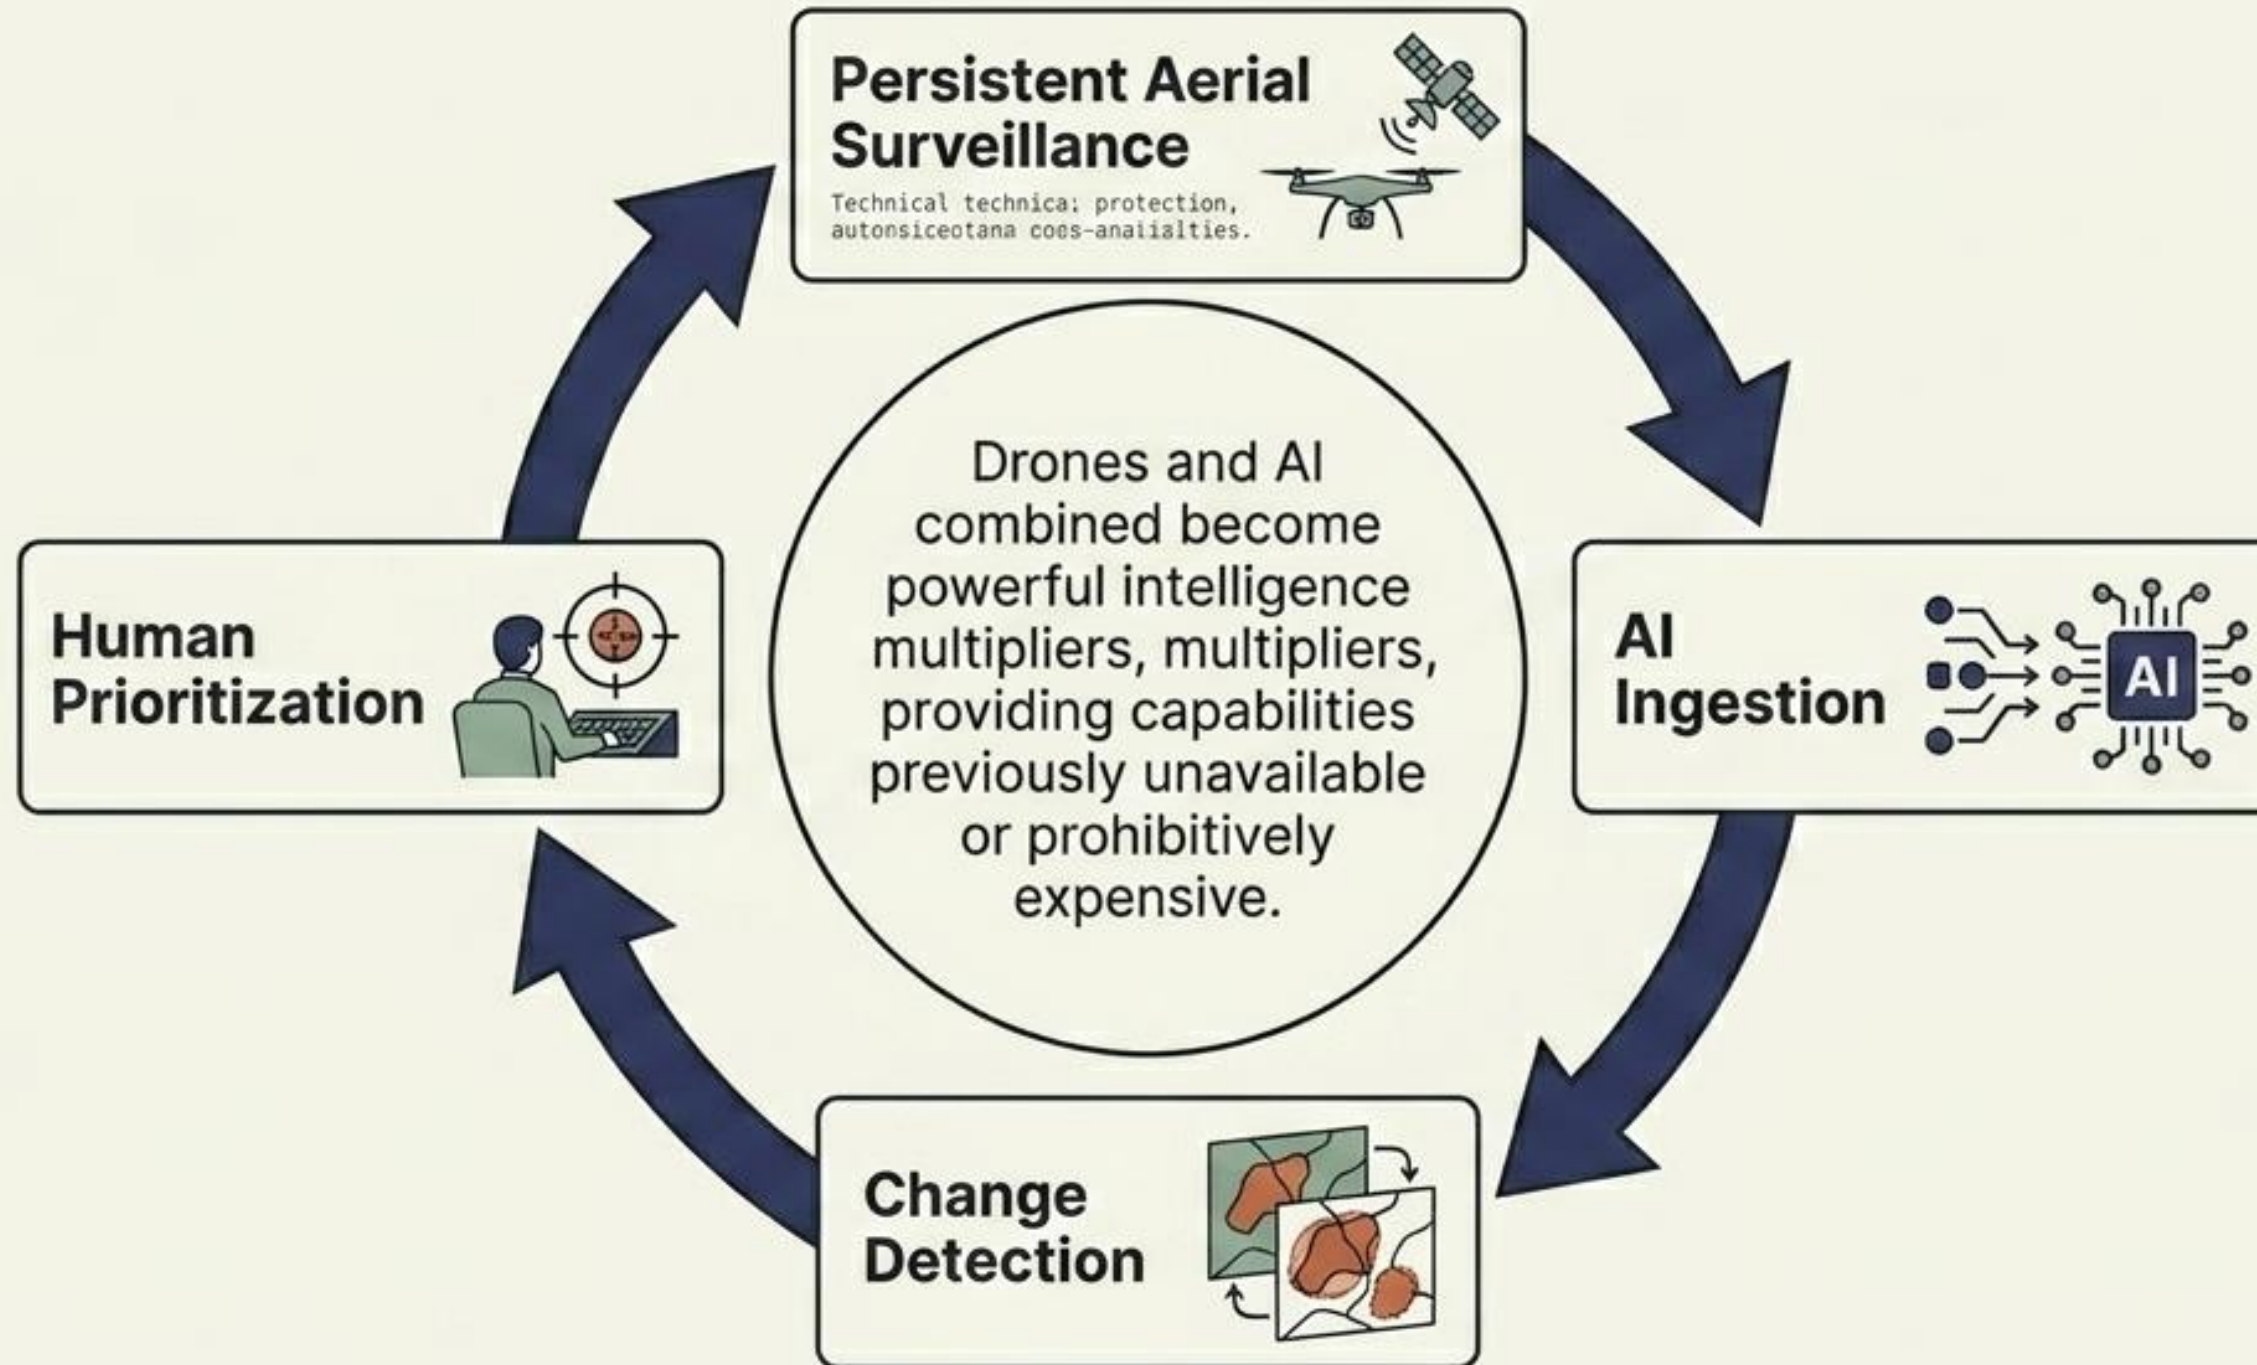 Persistent Aerial
Surveillance
Technical technica: protection,
autonsiceotana coos-anaiialties.
Drones and AI
combined become
powerful intelligence
multipliers, multipliers,
providing capabilities
previously unavailable
or prohibitively
expensive.
Human
Prioritization
AI
Ingestion
AI
Change
Detection